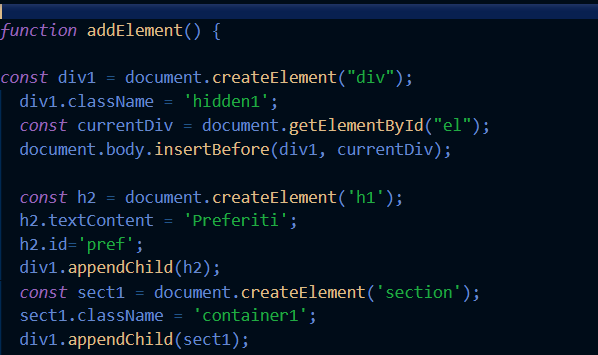 function addElement() {
const div1 = document.createElement("div");
div1.className = 'hidden1';
const currentDiv = document.getElementById("el");
document.body.insertBefore(div1, currentDiv);
const h2 = document.createElement('h1');
h2.textContent = 'Preferiti';
h2.id='pref';
div1.appendChild(h2);
const sect1 = document.createElement('section');
sect1.className = 'container1';
div1.appendChild(sect1);